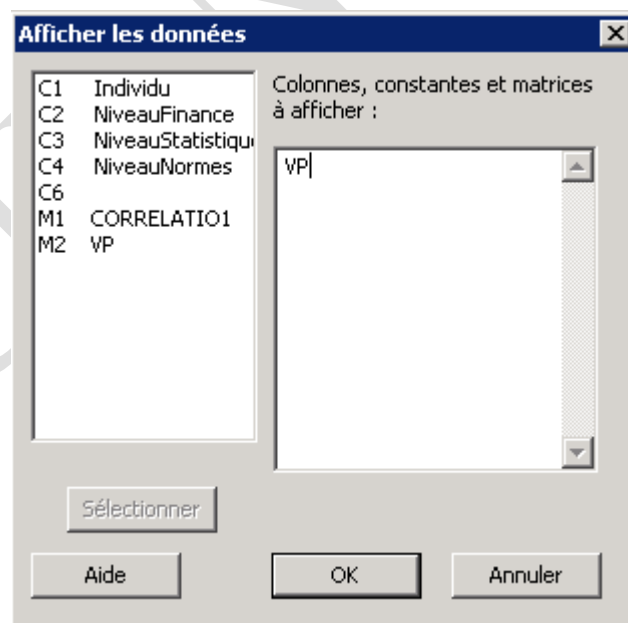 Afficher les données
C1 Individu
C2 NiveauFinance
C3 NiveauStatistiqu
C4 NiveauNormes
C6
M1 CORRELATIO1
M2 VP
Colonnes, constantes et matrices
à afficher :
VP
Sélectionner
Aide
OK
Annuler